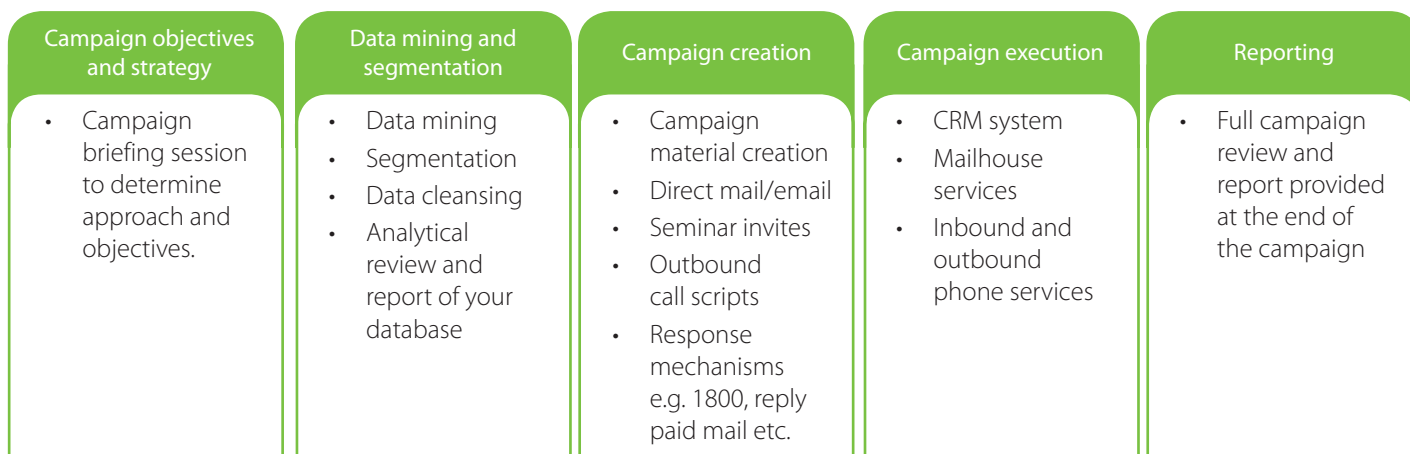 Campaign objectives
and strategy
• Campaign
briefing session
to determine
approach and
objectives.
Data mining and
segmentation
• Data mining
• Segmentation
• Data cleansing
• Analytical
review and
report of your
database
Campaign creation
• Campaign
material creation
• Direct mail/email
• Seminar invites
• Outbound
call scripts
• Response
mechanisms
e.g. 1800, reply
paid mail etc.
Campaign execution
• CRM system
• Mailhouse
services
• Inbound and
outbound
phone services
Reporting
• Full campaign
review and
report provided
at the end of
the campaign